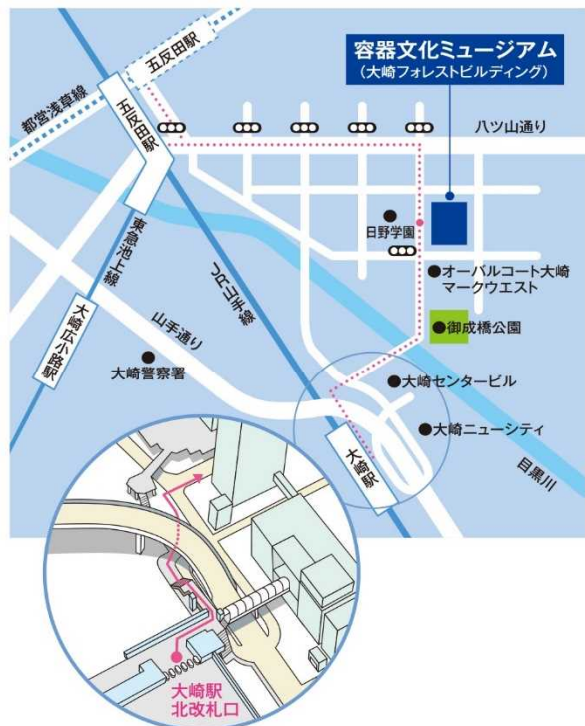 容器文化ミュージアム
(大崎フォレストビルディング)
五反田駅
都営浅草線
五反田駅
八ツ山通り
日野学園
東急池上線
JR山手線
オーバルコート大崎
マークウエスト
山手通り
御成橋公園
大崎広小路駅
大崎警察署
大崎センタービル
大崎ニューシティ
大崎駅
目黒川
大崎駅
北改札口